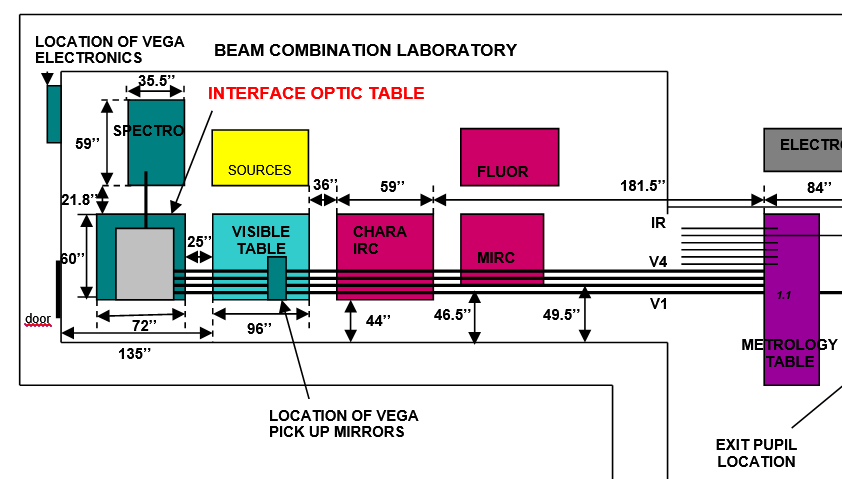 LOCATION OF VEGA
ELECTRONICS
BEAM COMBINATION LABORATORY
35.5’’
INTERFACE OPTIC TABLE
SPECTRO
59’’
SOURCES
FLUOR
ELECTRO
21.8’’
36’’
59’’
181.5’’
84’’
60’’
25’’
VISIBLE
TABLE
CHARA
IRC
MIRC
IR
V4
V1
1.1
door
72’’
96’’
44’’
46.5’’
49.5’’
135’’
METROLOGY
TABLE
LOCATION OF VEGA
PICK UP MIRRORS
EXIT PUPIL
LOCATION